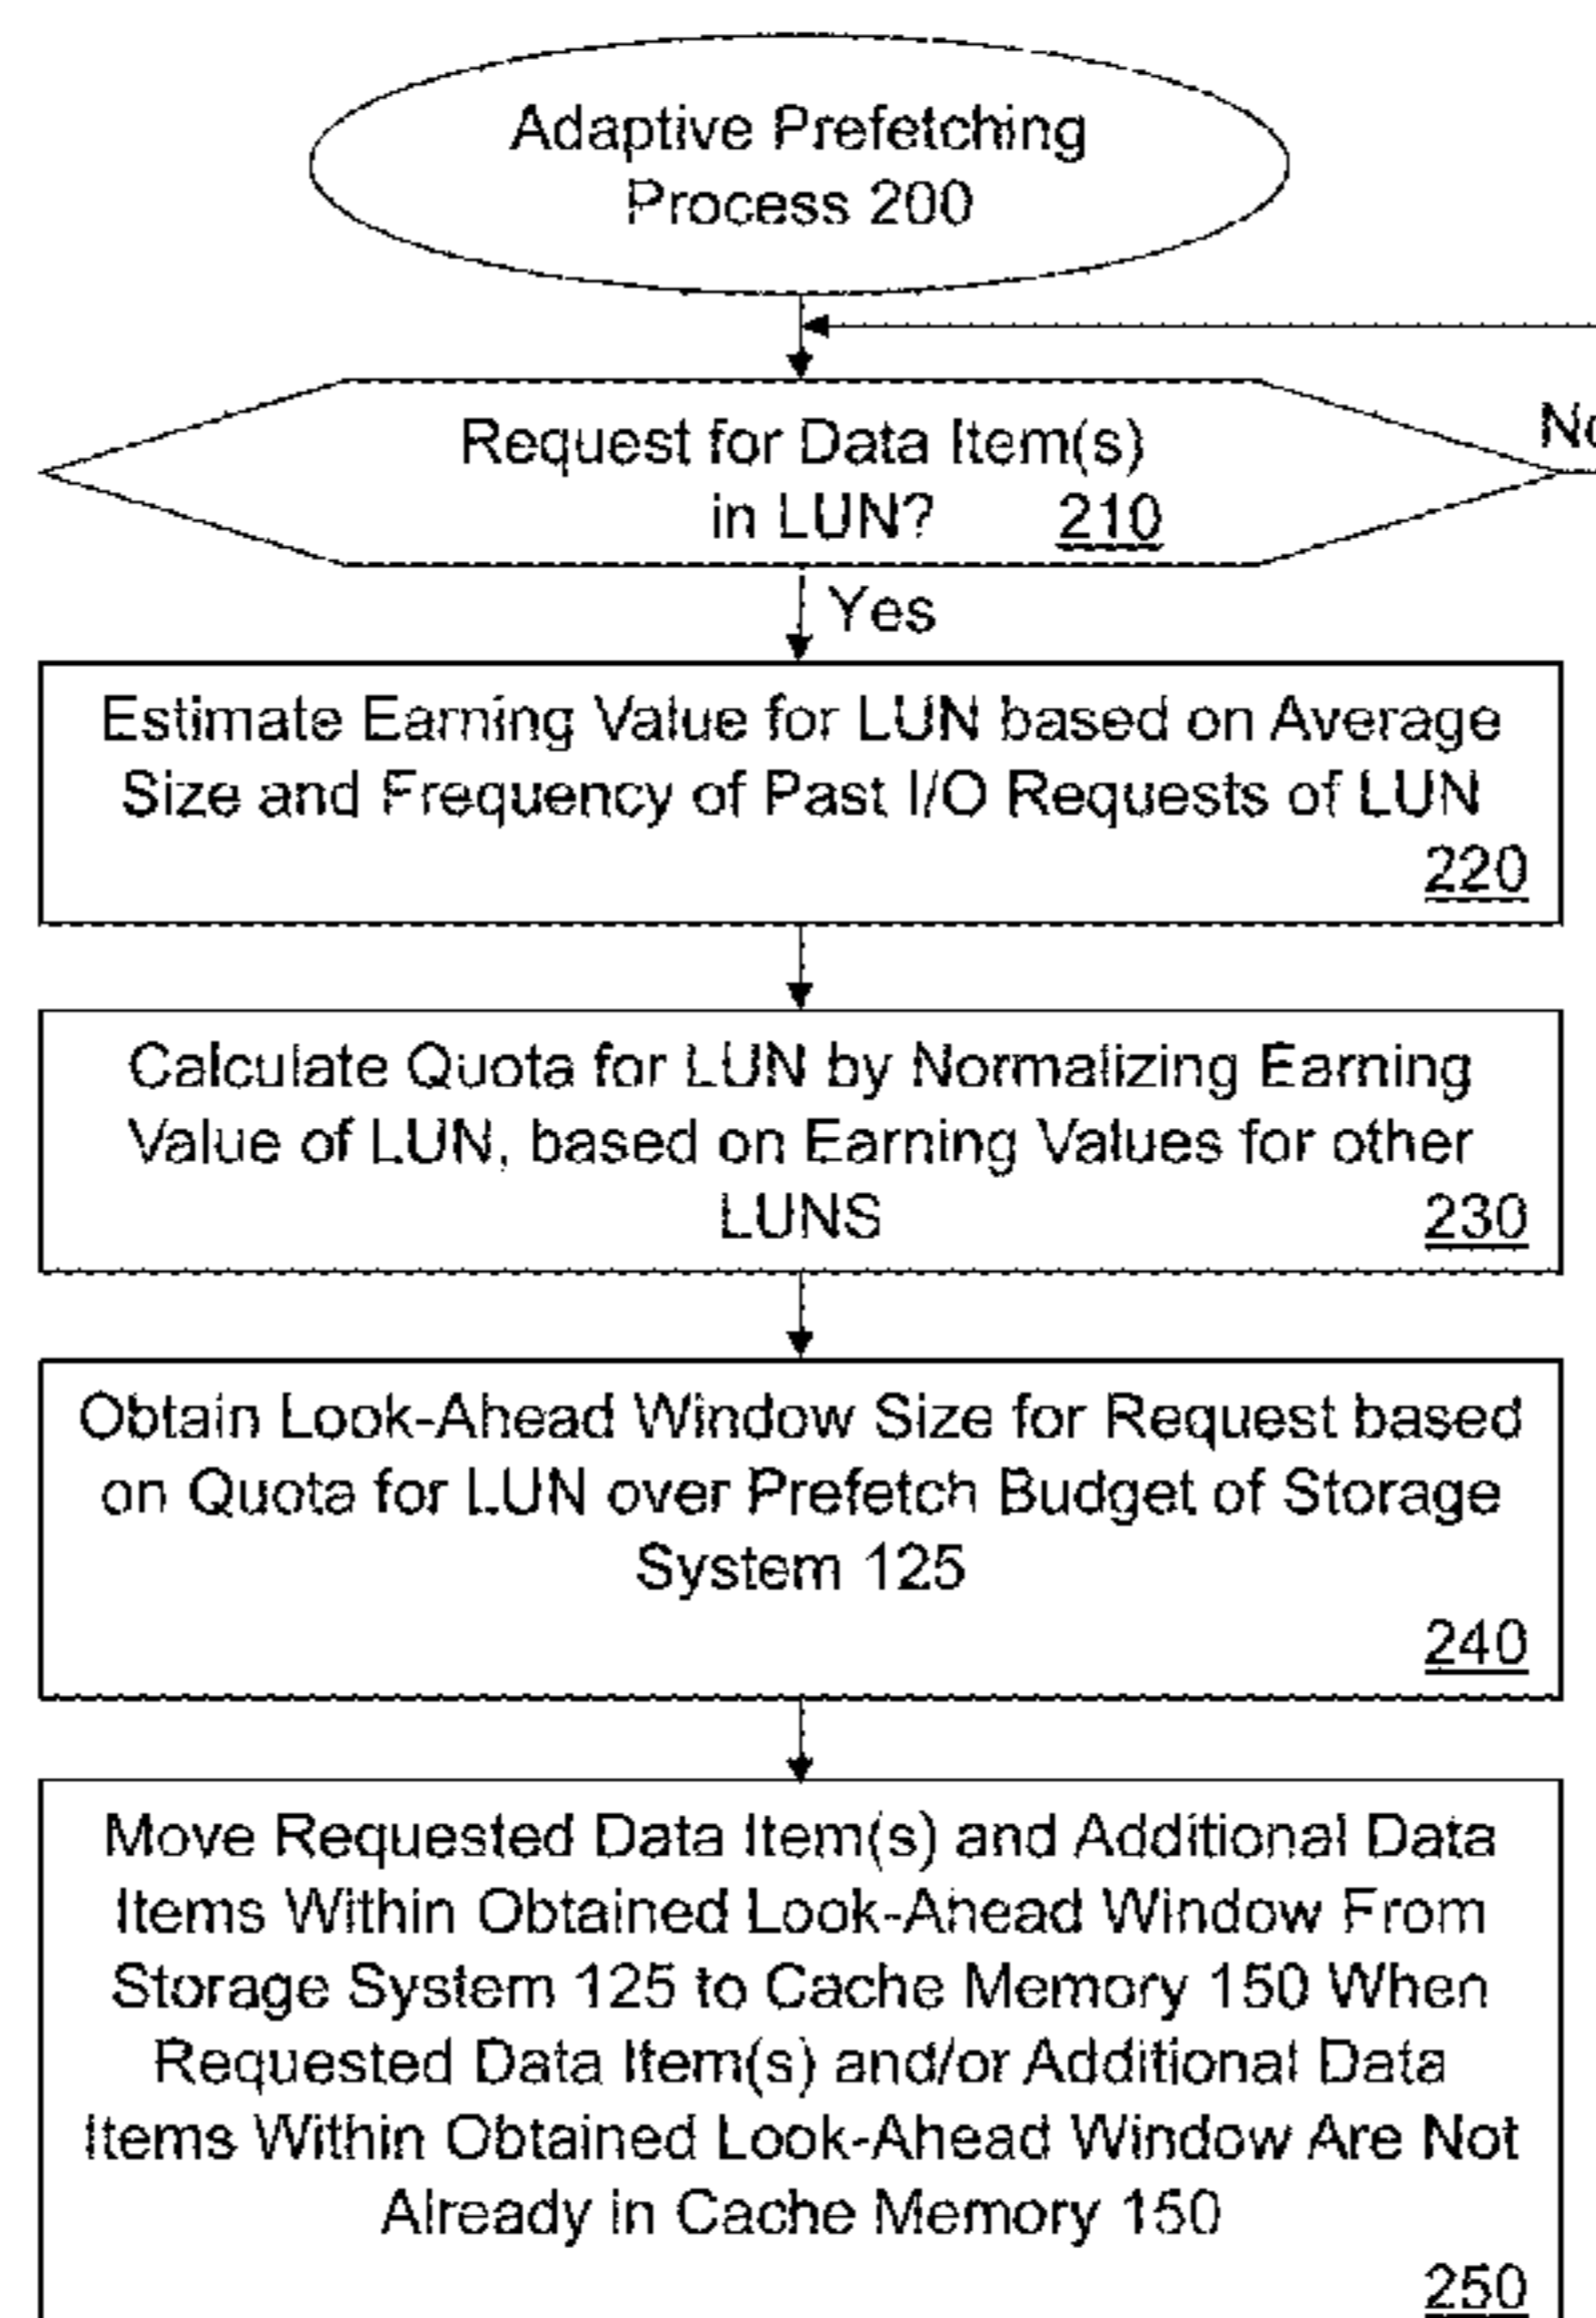 Adaptive Prefetching
Process 200
Request for Data Item(s)
in LUN? 210
No
Yes
Estimate Earning Value for LUN based on Average
Size and Frequency of Past I/O Requests of LUN
220
Calculate Quota for LUN by Normalizing Earning
Value of LUN, based on Earning Values for other
LUNS 230
Obtain Look-Ahead Window Size for Request based
on Quota for LUN over Prefetch Budget of Storage
System 125
240
Move Requested Data Item(s) and Additional Data
Items Within Obtained Look-Ahead Window From
Storage System 125 to Cache Memory 150 When
Requested Data Item(s) and/or Additional Data
Items Within Obtained Look-Ahead Window Are Not
Already in Cache Memory 150
250